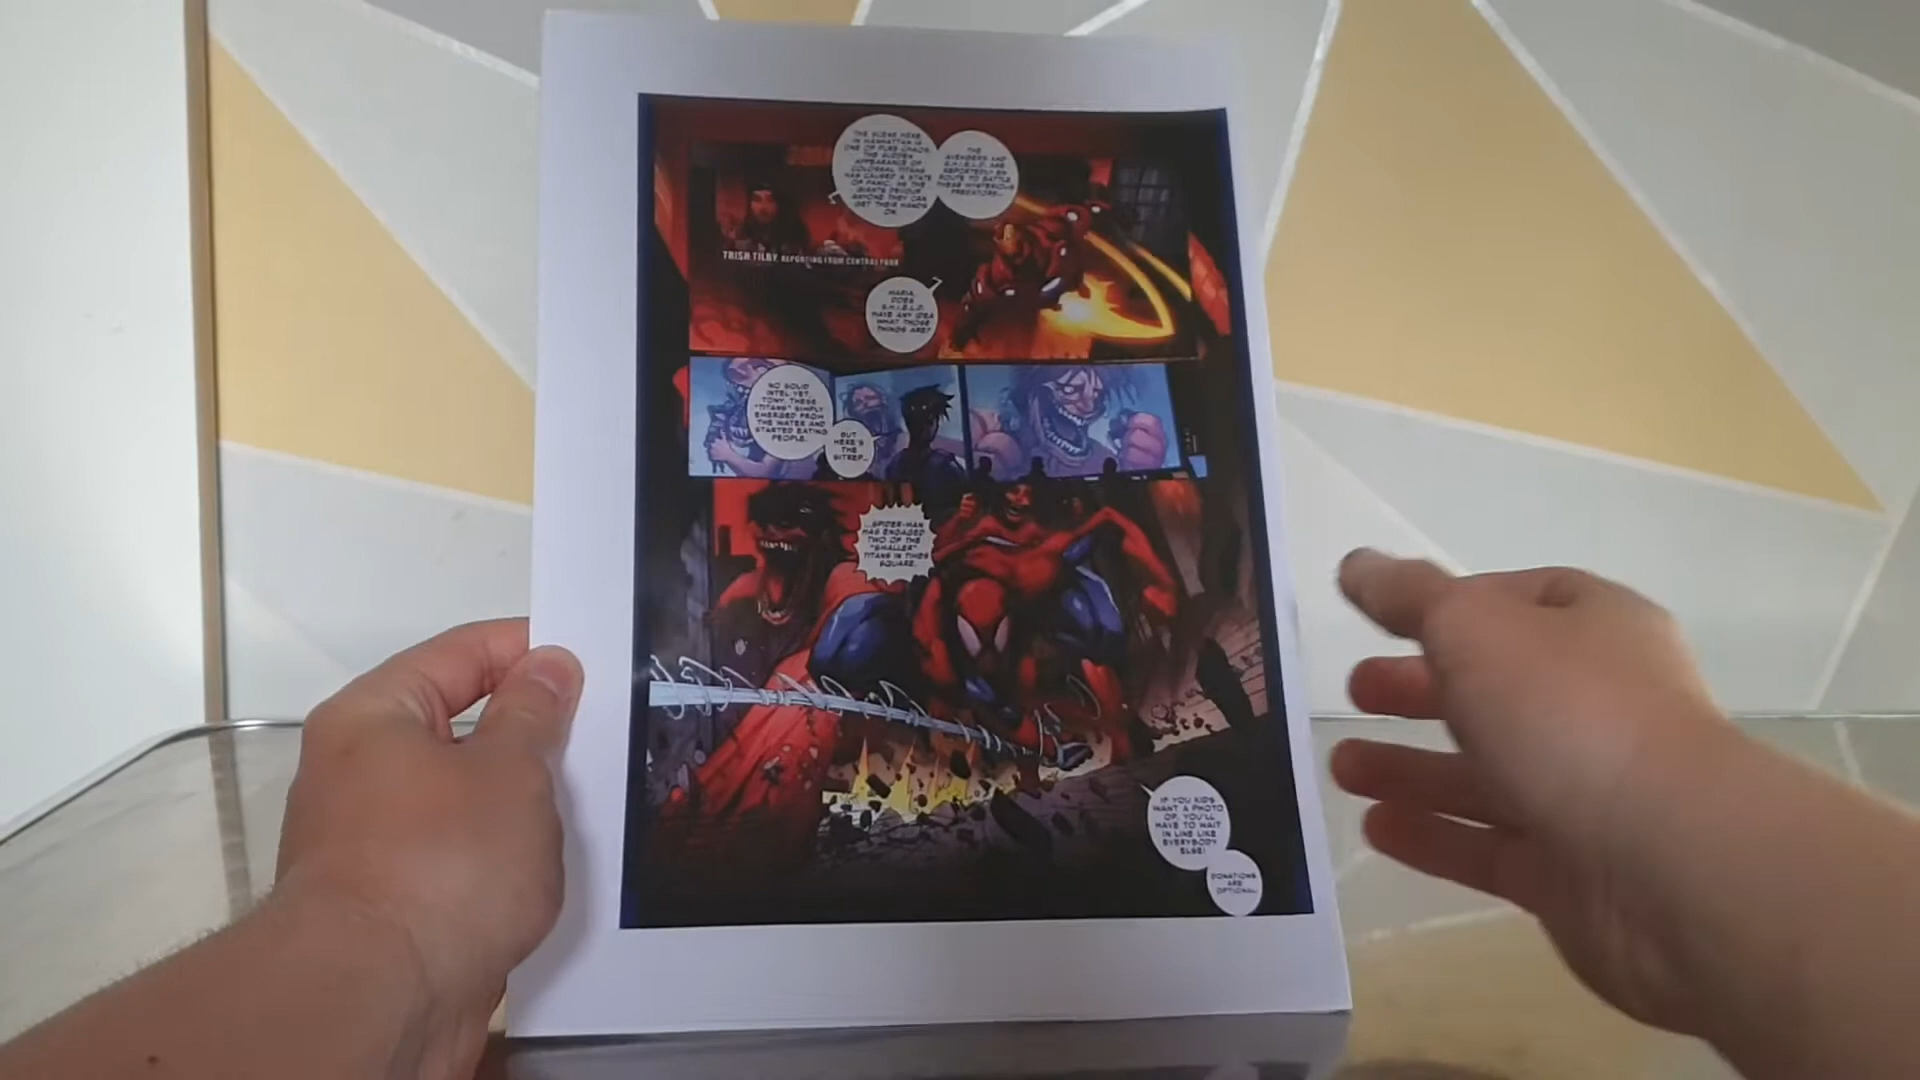 THE SCENE HERE
IN MANHATTAN IS
ONE OF PURE CHAOS.
THE SUDDEN
APPEARANCE OF
COLOSSAL TITANS
HAS CAUSED A STATE
OF PANIC, AS THE
GIANTS DEVOUR
ANYONE THEY CAN
GET THEIR HANDS
ON.
THE
AVENGERS AND
S.H.I.E.L.D. ARE
REPORTEDLY EN
ROUTE TO BATTLE
THESE MYSTERIOUS
PREDATORS...
TRISH TILBY, REPORTING FROM CENTRAL PARK
MARIA,
DOES
S.H.I.E.L.D.
HAVE ANY IDEA
WHAT THOSE
THINGS ARE?
NO SOLID
INTEL YET,
TONY. THESE
"TITANS" SIMPLY
EMERGED FROM
THE WATER AND
STARTED EATING
PEOPLE.
BUT
HERE'S
THE
SITREP...
...SPIDER-MAN
HAS ENGAGED
TWO OF THE
"SMALLER"
TITANS IN TIMES
SQUARE.
IF YOU KIDS
WANT A PHOTO
OP, YOU'LL
HAVE TO WAIT
IN LINE LIKE
EVERYBODY
ELSE!
DONATIONS
ARE
OPTIONAL.